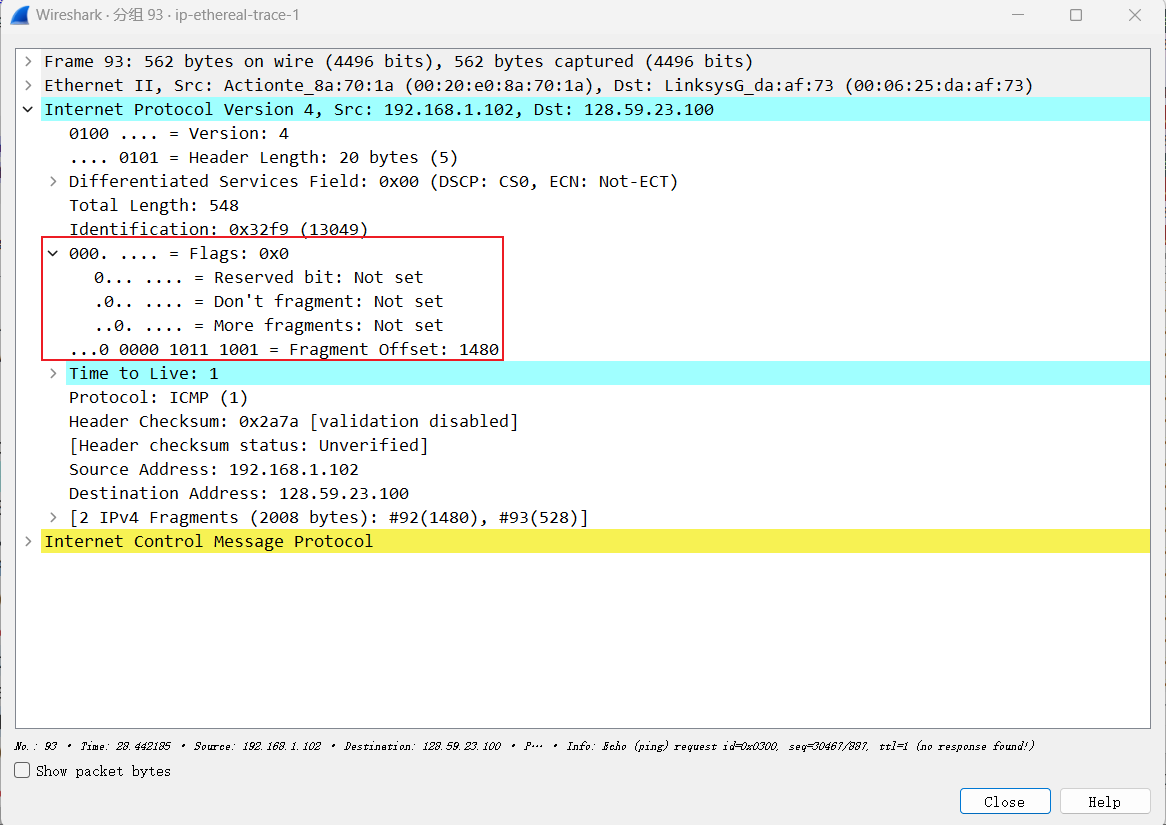 Wireshark · 分组 93 · ip-ethereal-trace-1
Frame 93: 562 bytes on wire (4496 bits), 562 bytes captured (4496 bits)
Ethernet II, Src: Actionte_8a:70:1a (00:20:e0:8a:70:1a), Dst: LinksysG_da:af:73 (00:06:25:da:af:73)
Internet Protocol Version 4, Src: 192.168.1.102, Dst: 128.59.23.100
0100 .... = Version: 4
.... 0101 = Header Length: 20 bytes (5)
Differentiated Services Field: 0x00 (DSCP: CS0, ECN: Not-ECT)
Total Length: 548
Identification: 0x32f9 (13049)
000. .... = Flags: 0x0
0... .... = Reserved bit: Not set
.0.. .... = Don't fragment: Not set
..0. .... = More fragments: Not set
...0 0000 1011 1001 = Fragment Offset: 1480
Time to Live: 1
Protocol: ICMP (1)
Header Checksum: 0x2a7a [validation disabled]
[Header checksum status: Unverified]
Source Address: 192.168.1.102
Destination Address: 128.59.23.100
[2 IPv4 Fragments (2008 bytes): #92(1480), #93(528)]
Internet Control Message Protocol
No.: 93 · Time: 28.442185 · Source: 192.168.1.102 · Destination: 128.59.23.100 · P… · Info: Echo (ping) request id=0x0300, seq=30467/887, ttl=1 (no response found!)
Show packet bytes
Close
Help